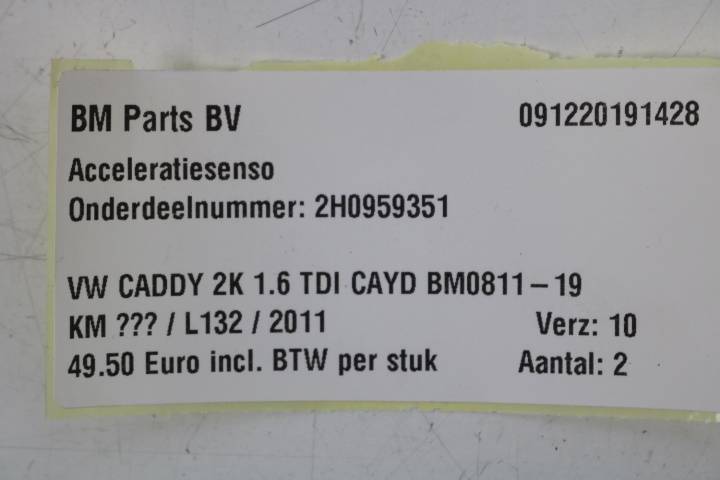 BM Parts BV 091220191428
Acceleratiesenso
Onderdeelnummer: 2H0959351
VW CADDY 2K 1.6 TDI CAYD BM0811-19
KM ??? / L132 / 2011 Verz: 10
49.50 Euro incl. BTW per stuk Aantal: 2